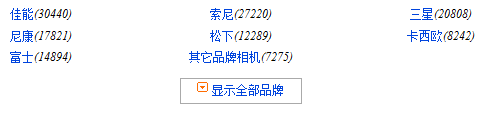 佳能(30440) 索尼(27220) 三星(20808)
尼康(17821) 松下(12289) 卡西欧(8242)
富士(14894) 其它品牌相机(7275)
显示全部品牌